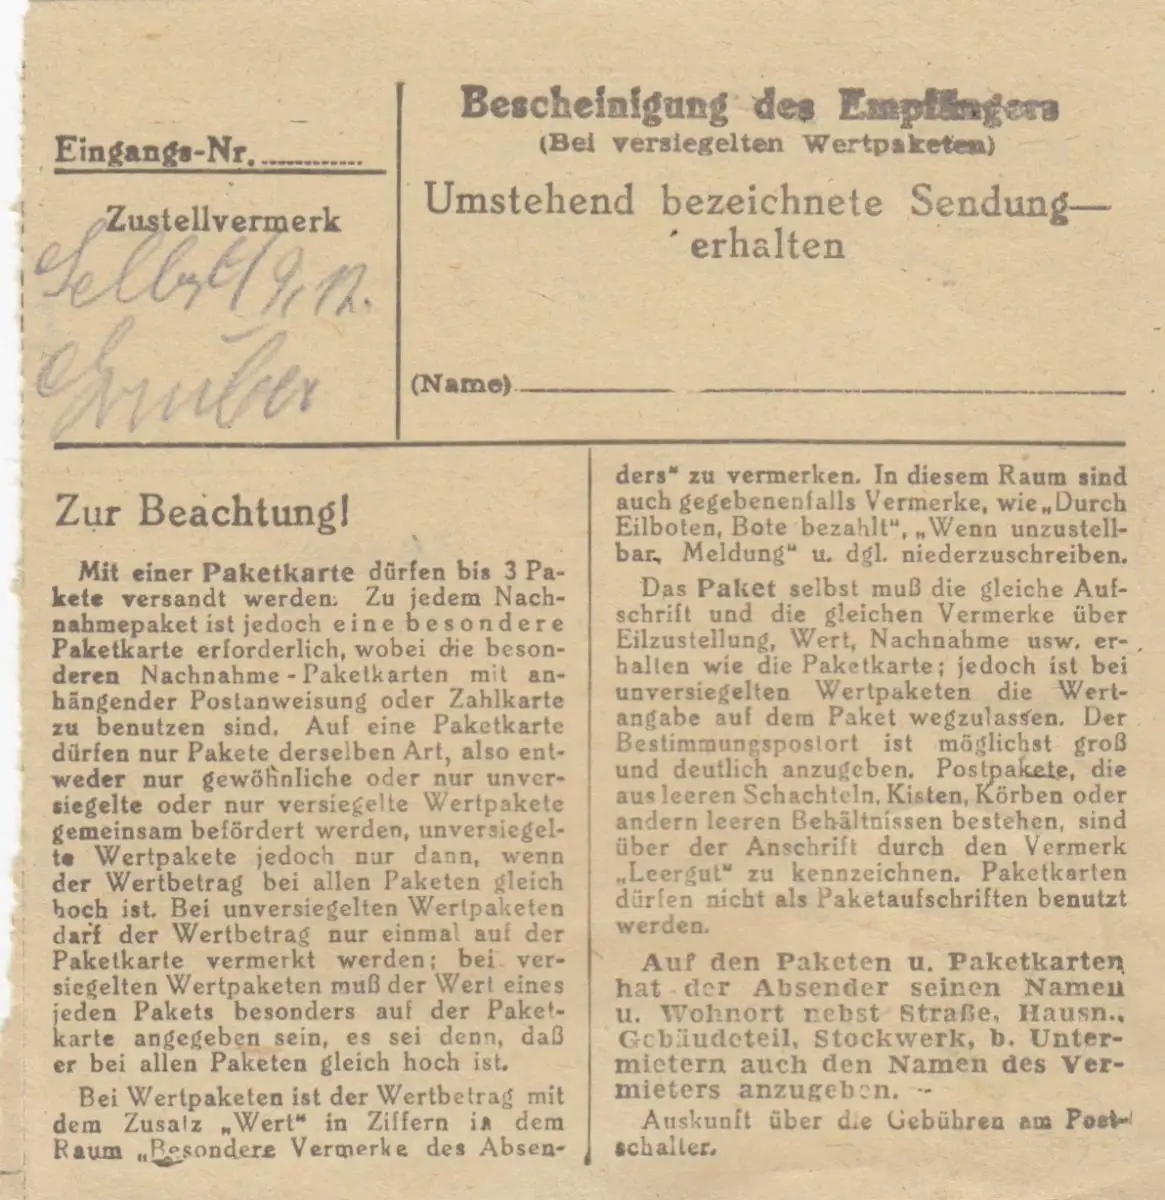 Eingangs-Nr.
Zustellvermerk
Selbst/9.12.
Gruber
Bescheinigung des Empfängers
(Bei versiegelten Wertpaketen)
Umstehend bezeichnete Sendung—
erhalten
(Name)
Zur Beachtung!
Mit einer Paketkarte dürfen bis 3 Pa-
kete versandt werden. Zu jedem Nach-
nahmepaket ist jedoch eine besondere
Paketkarte erforderlich, wobei die beson-
deren Nachnahme-Paketkarten mit an-
hängender Postanweisung oder Zahlkarte
zu benutzen sind. Auf eine Paketkarte
dürfen nur Pakete derselben Art, also ent-
weder nur gewöhnliche oder nur unver-
siegelte oder nur versiegelte Wertpakete
gemeinsam befördert werden, unversiegel-
te Wertpakete jedoch nur dann, wenn
der Wertbetrag bei allen Paketen gleich
hoch ist. Bei unversiegelten Wertpaketen
darf der Wertbetrag nur einmal auf der
Paketkarte vermerkt werden; bei ver-
siegelten Wertpaketen muß der Wert eines
jeden Pakets besonders auf der Paket-
karte angegeben sein, es sei denn, daß
er bei allen Paketen gleich hoch ist.
Bei Wertpaketen ist der Wertbetrag mit
dem Zusatz „Wert“ in Ziffern in dem
Raum „Besondere Vermerke des Absen-
ders“ zu vermerken. In diesem Raum sind
auch gegebenenfalls Vermerke, wie „Durch
Eilboten, Bote bezahlt“, „Wenn unzustell-
bar, Meldung“ u. dgl. niederzuschreiben.
Das Paket selbst muß die gleiche Auf-
schrift und die gleichen Vermerke über
Eilzustellung, Wert, Nachnahme usw. er-
halten wie die Paketkarte; jedoch ist bei
unversiegelten Wertpaketen die Wert-
angabe auf dem Paket wegzulassen. Der
Bestimmungspostort ist möglichst groß
und deutlich anzugeben. Postpakete, die
aus leeren Schachteln, Kisten, Körben oder
andern leeren Behältnissen bestehen, sind
über der Anschrift durch den Vermerk
„Leergut“ zu kennzeichnen. Paketkarten
dürfen nicht als Paketaufschriften benutzt
werden.
Auf den Paketen u. Paketkarten
hat der Absender seinen Namen
u. Wohnort nebst Straße, Hausn.,
Gebäudeteil, Stockwerk, b. Unter-
mietern auch den Namen des Ver-
mieters anzugeben. -
Auskunft über die Gebühren am Post-
schalter.